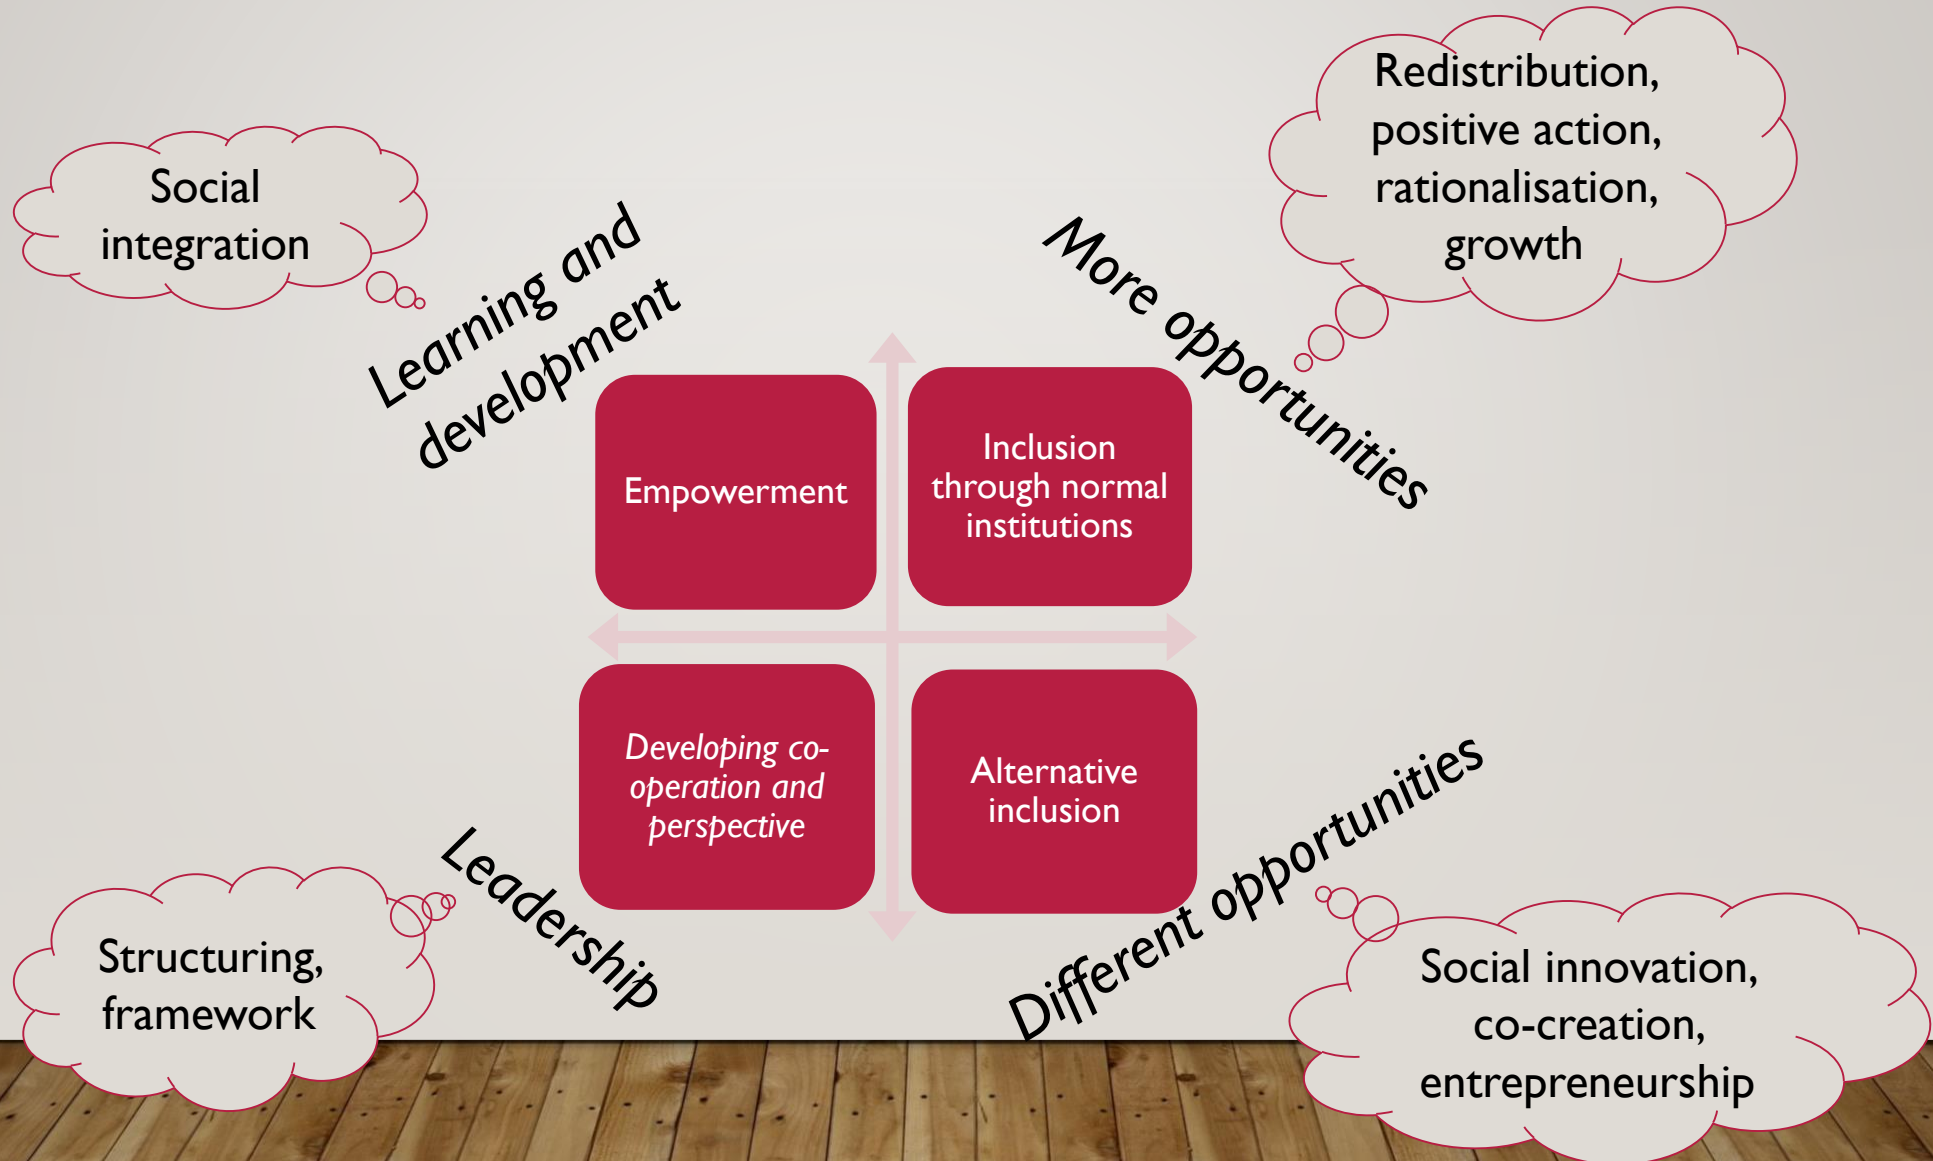 Social
integration
Learning and
development
Redistribution,
positive action,
rationalisation,
growth
More opportunities
Empowerment
Inclusion
through normal
institutions
Developing co-
operation and
perspective
Alternative
inclusion
Leadership
Structuring,
framework
Different opportunities
Social innovation,
co-creation,
entrepreneurship